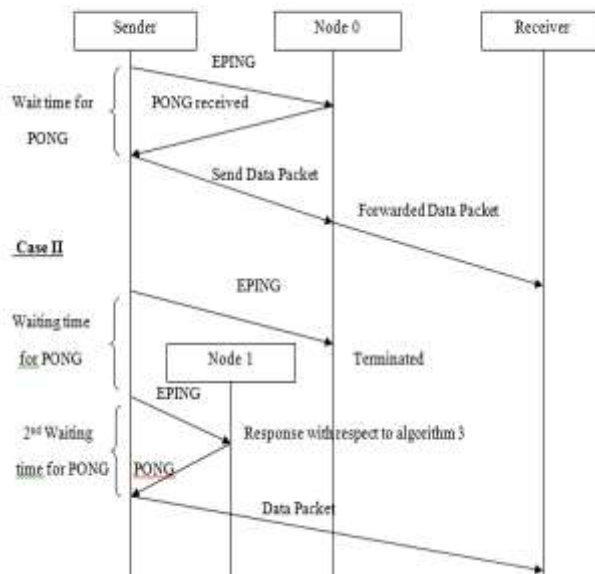 Sender
Node 0
Receiver
EPING
Wait time for
PONG
PONG received
Send Data Packet
Forwarded Data Packet
Case II
EPING
Waiting time
for PONG
Node 1
Terminated
EPING
2nd Waiting
time for PONG
Response with respect to algorithm 3
PONG
Data Packet